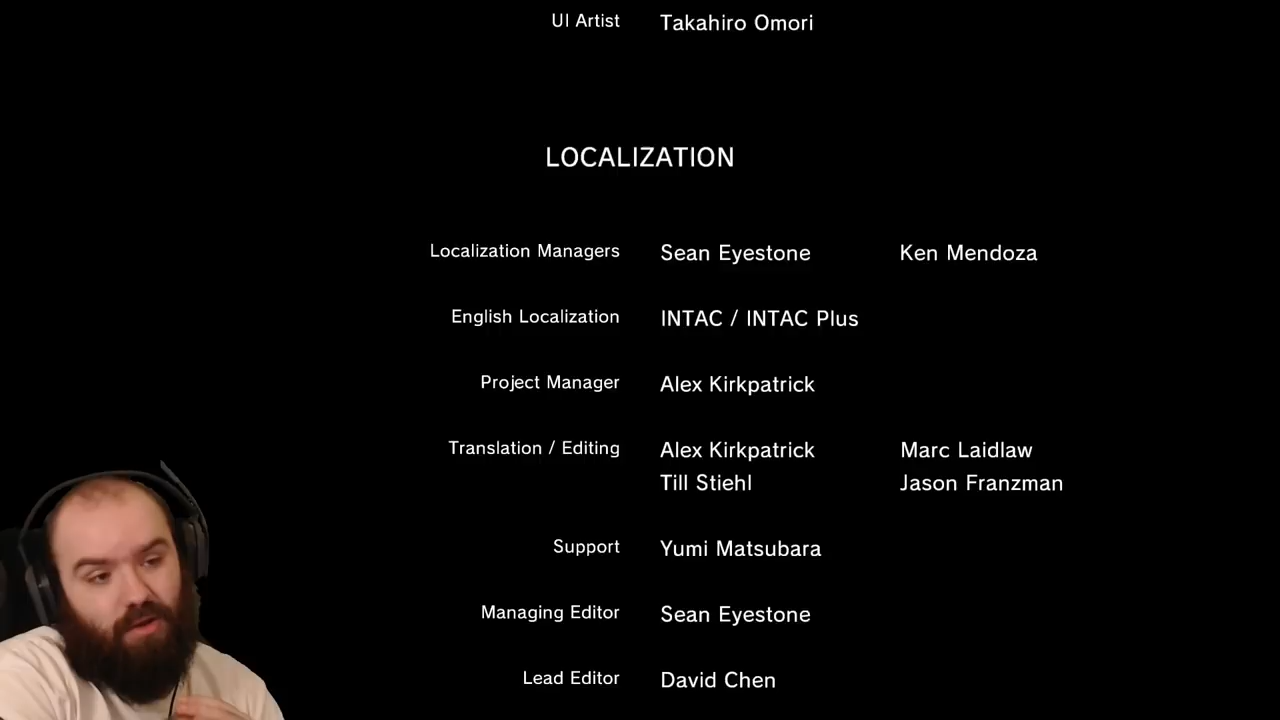 UI Artist Takahiro Omori
LOCALIZATION
Localization Managers Sean Eyestone Ken Mendoza
English Localization INTAC / INTAC Plus
Project Manager Alex Kirkpatrick
Translation / Editing Alex Kirkpatrick Marc Laidlaw
Till Stiehl Jason Franzman
Support Yumi Matsubara
Managing Editor Sean Eyestone
Lead Editor David Chen